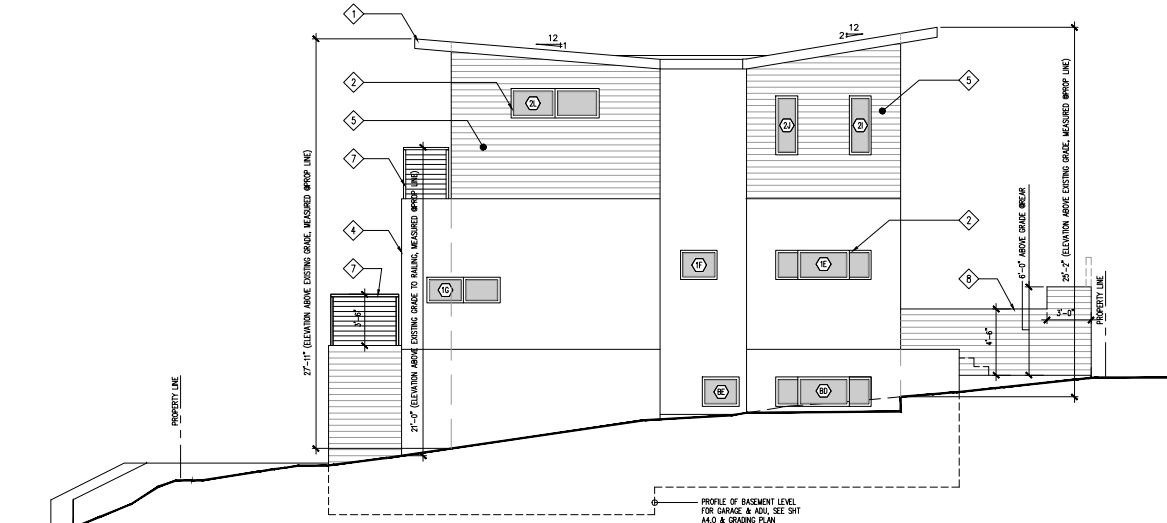 1
12
1
12
2
2
2L
5
5
2J
2I
7
27'-11" (ELEVATION ABOVE EXISTING GRADE, MEASURED @PROP LINE)
21'-0" (ELEVATION ABOVE EXISTING GRADE TO RAILING, MEASURED @PROP LINE)
25'-2" (ELEVATION ABOVE EXISTING GRADE, MEASURED @PROP LINE)
6'-0" ABOVE GRADE @REAR
4
2
7
1F
1E
1G
8
3'-6"
3'-0"
4'-6"
PROPERTY LINE
PROPERTY LINE
BE
BD
PROFILE OF BASEMENT LEVEL
FOR GARAGE & ADU, SEE SHT
A4.0 & GRADING PLAN